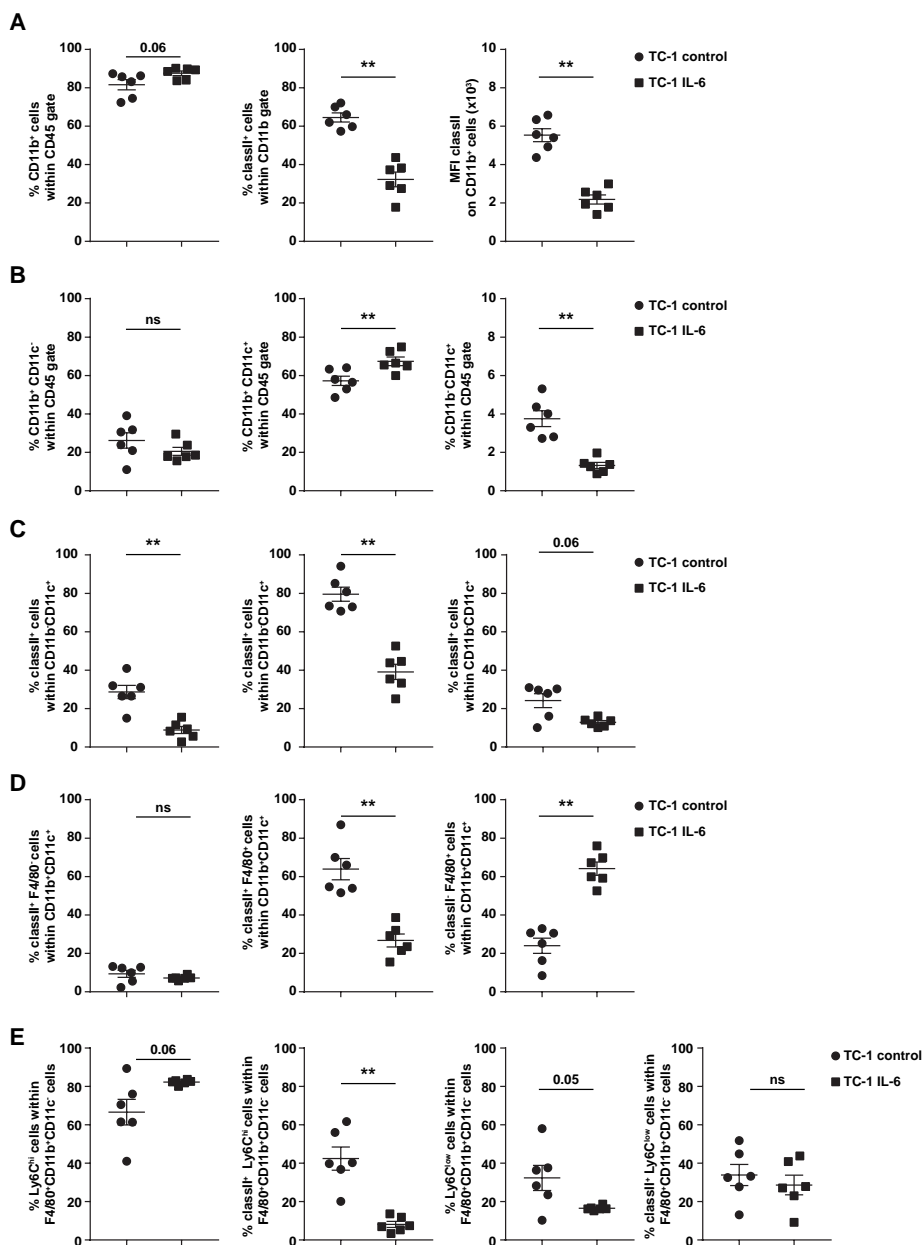 A
% CD11b⁺ cells
within CD45 gate
100
80
60
40
20
0
0.06
% classII⁺ cells
within CD11b gate
100
80
60
40
20
0
**
MFI classII
on CD11b⁺ cells (x10³)
10
8
6
4
2
0
**
TC-1 control
TC-1 IL-6
B
% CD11b⁺ CD11c⁻
within CD45 gate
100
80
60
40
20
0
ns
% CD11b⁺ CD11c⁺
within CD45 gate
100
80
60
40
20
0
**
% CD11b⁻CD11c⁺
within CD45 gate
10
8
6
4
2
0
**
TC-1 control
TC-1 IL-6
C
% classII⁺ cells
within CD11b⁻CD11c⁺
100
80
60
40
20
0
**
% classII⁺ cells
within CD11b⁻CD11c⁺
100
80
60
40
20
0
**
% classII⁺ cells
within CD11b⁻CD11c⁺
100
80
60
40
20
0
0.06
TC-1 control
TC-1 IL-6
D
% classII⁺ F4/80⁻ cells
within CD11b⁺CD11c⁺
100
80
60
40
20
0
ns
% classII⁺ F4/80⁺ cells
within CD11b⁺CD11c⁺
100
80
60
40
20
0
**
% classII⁻ F4/80⁺ cells
within CD11b⁺CD11c⁺
100
80
60
40
20
0
**
TC-1 control
TC-1 IL-6
E
% Ly6Cʰⁱ cells within
F4/80⁺CD11b⁺CD11c⁻ cells
100
80
60
40
20
0
0.06
% classII⁺ Ly6Cʰⁱ cells within
F4/80⁺CD11b⁺CD11c⁻ cells
100
80
60
40
20
0
**
% Ly6Cˡᵒʷ cells within
F4/80⁺CD11b⁺CD11c⁻ cells
100
80
60
40
20
0
0.05
% classII⁺ Ly6Cˡᵒʷ cells within
F4/80⁺CD11b⁺CD11c⁻ cells
100
80
60
40
20
0
ns
TC-1 control
TC-1 IL-6